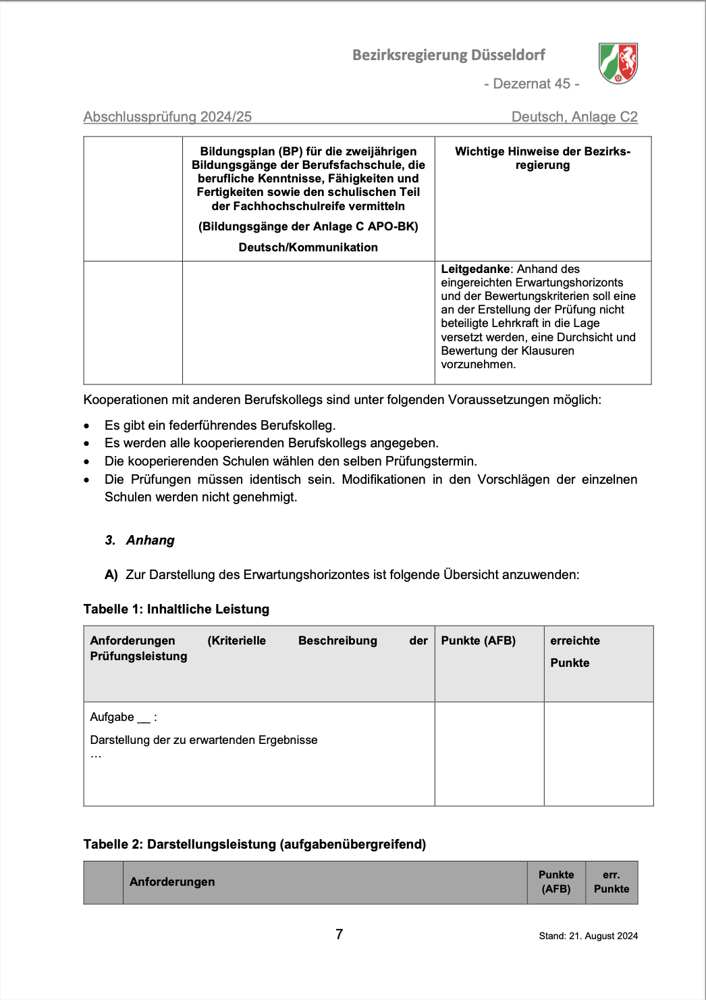 Bezirksregierung Düsseldorf
- Dezernat 45 -
Abschlussprüfung 2024/25 Deutsch, Anlage C2
Bildungsplan (BP) für die zweijährigen
Bildungsgänge der Berufsfachschule, die
berufliche Kenntnisse, Fähigkeiten und
Fertigkeiten sowie den schulischen Teil
der Fachhochschulreife vermitteln
(Bildungsgänge der Anlage C APO-BK)
Deutsch/Kommunikation
Wichtige Hinweise der Bezirks-
regierung
Leitgedanke: Anhand des
eingereichten Erwartungshorizonts
und der Bewertungskriterien soll eine
an der Erstellung der Prüfung nicht
beteiligte Lehrkraft in die Lage
versetzt werden, eine Durchsicht und
Bewertung der Klausuren
vorzunehmen.
Kooperationen mit anderen Berufskollegs sind unter folgenden Voraussetzungen möglich:
• Es gibt ein federführendes Berufskolleg.
• Es werden alle kooperierenden Berufskollegs angegeben.
• Die kooperierenden Schulen wählen den selben Prüfungstermin.
• Die Prüfungen müssen identisch sein. Modifikationen in den Vorschlägen der einzelnen
Schulen werden nicht genehmigt.
3. Anhang
A) Zur Darstellung des Erwartungshorizontes ist folgende Übersicht anzuwenden:
Tabelle 1: Inhaltliche Leistung
Anforderungen (Kriterielle Beschreibung der
Prüfungsleistung
Punkte (AFB)
erreichte
Punkte
Aufgabe __ :
Darstellung der zu erwartenden Ergebnisse
…
Tabelle 2: Darstellungsleistung (aufgabenübergreifend)
Anforderungen
Punkte
(AFB)
err.
Punkte
7
Stand: 21. August 2024